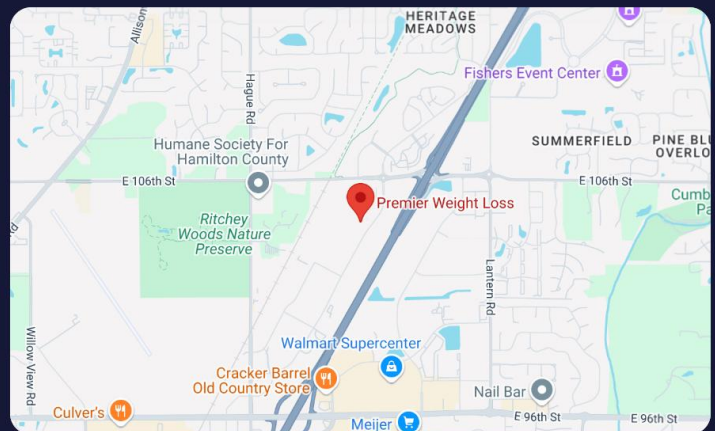 HERITAGE
MEADOWS
Allison
Fishers Event Center
Hague Rd
Humane Society For
Hamilton County
SUMMERFIELD
E 106th St
E 106th St
Premier Weight Loss
Ritchey
Woods Nature
Preserve
Lantern Rd
Willow View Rd
Walmart Supercenter
Cracker Barrel
Old Country Store
Nail Bar
Culver's
Meijer
E 96th St
E 96th St
PINE BLU
OVERLO
Cumb
Pa